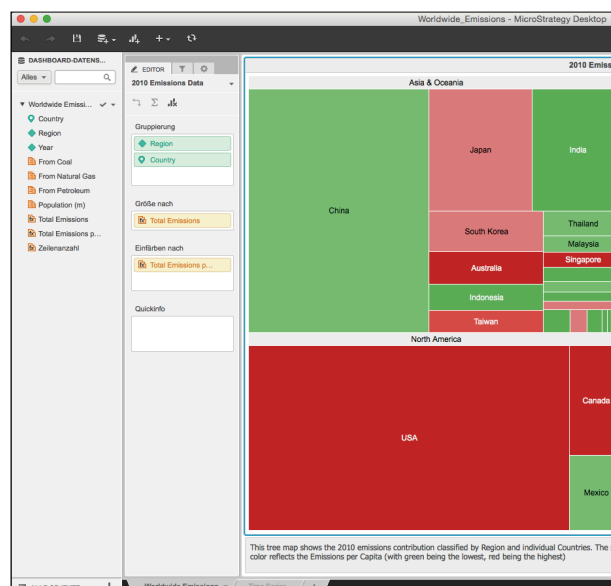 Worldwide_Emissions - MicroStrategy Desktop
DASHBOARD-DATENS...
Alles
Worldwide Emissi...
Country
Region
Year
From Coal
From Natural Gas
From Petroleum
Population (m)
Total Emissions
Total Emissions p...
Zeilenanzahl
EDITOR
2010 Emissions Data
Gruppierung
Region
Country
Größe nach
Total Emissions
Einfärben nach
Total Emissions p...
Quickinfo
2010 Emiss
Asia & Oceania
China
Japan
India
South Korea
Thailand
Malaysia
Australia
Singapore
Indonesia
Taiwan
North America
USA
Canada
Mexico
This tree map shows the 2010 emissions contribution classified by Region and individual Countries. The
color reflects the Emissions per Capita (with green being the lowest, red being the highest)
Worldwide Emissions